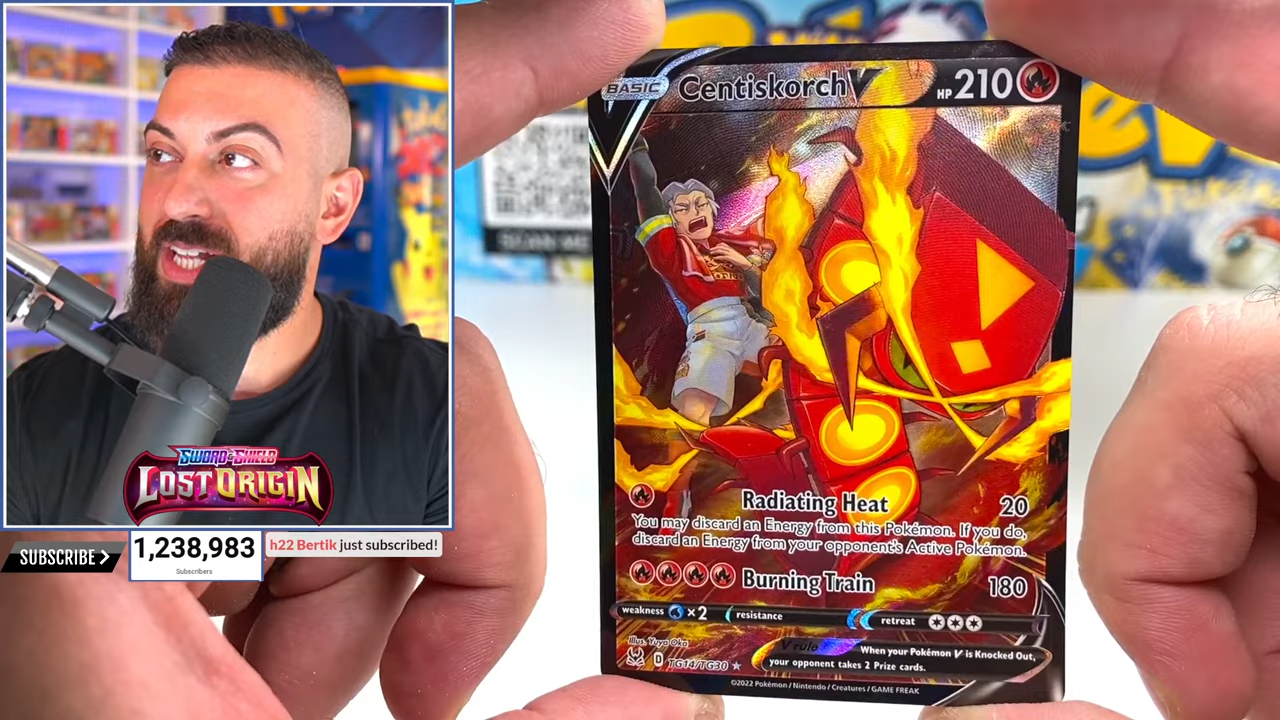 BASIC
Centiskorch V
HP 210
SCAN ME
Radiating Heat 20
You may discard an Energy from this Pokémon. If you do,
discard an Energy from your opponent's Active Pokémon.
Burning Train 180
weakness ×2 resistance retreat
V rule
When your Pokémon V is Knocked Out,
your opponent takes 2 Prize cards.
Illus. Yuya Oka
D TG14/TG30
©2022 Pokémon / Nintendo / Creatures / GAME FREAK
SWORD & SHIELD
LOST ORIGIN
SUBSCRIBE
1,238,983
Subscribers
h22 Bertik just subscribed!